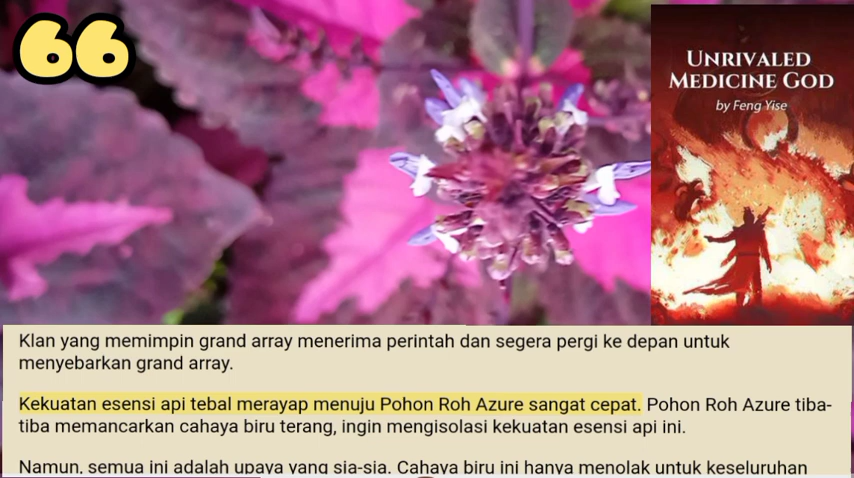 66
UNRIVALED
MEDICINE GOD
by Feng Yise
Klan yang memimpin grand array menerima perintah dan segera pergi ke depan untuk
menyebarkan grand array.
Kekuatan esensi api tebal merayap menuju Pohon Roh Azure sangat cepat. Pohon Roh Azure tiba-
tiba memancarkan cahaya biru terang, ingin mengisolasi kekuatan esensi api ini.
Namun, semua ini adalah upaya yang sia-sia. Cahaya biru ini hanya menolak untuk keseluruhan